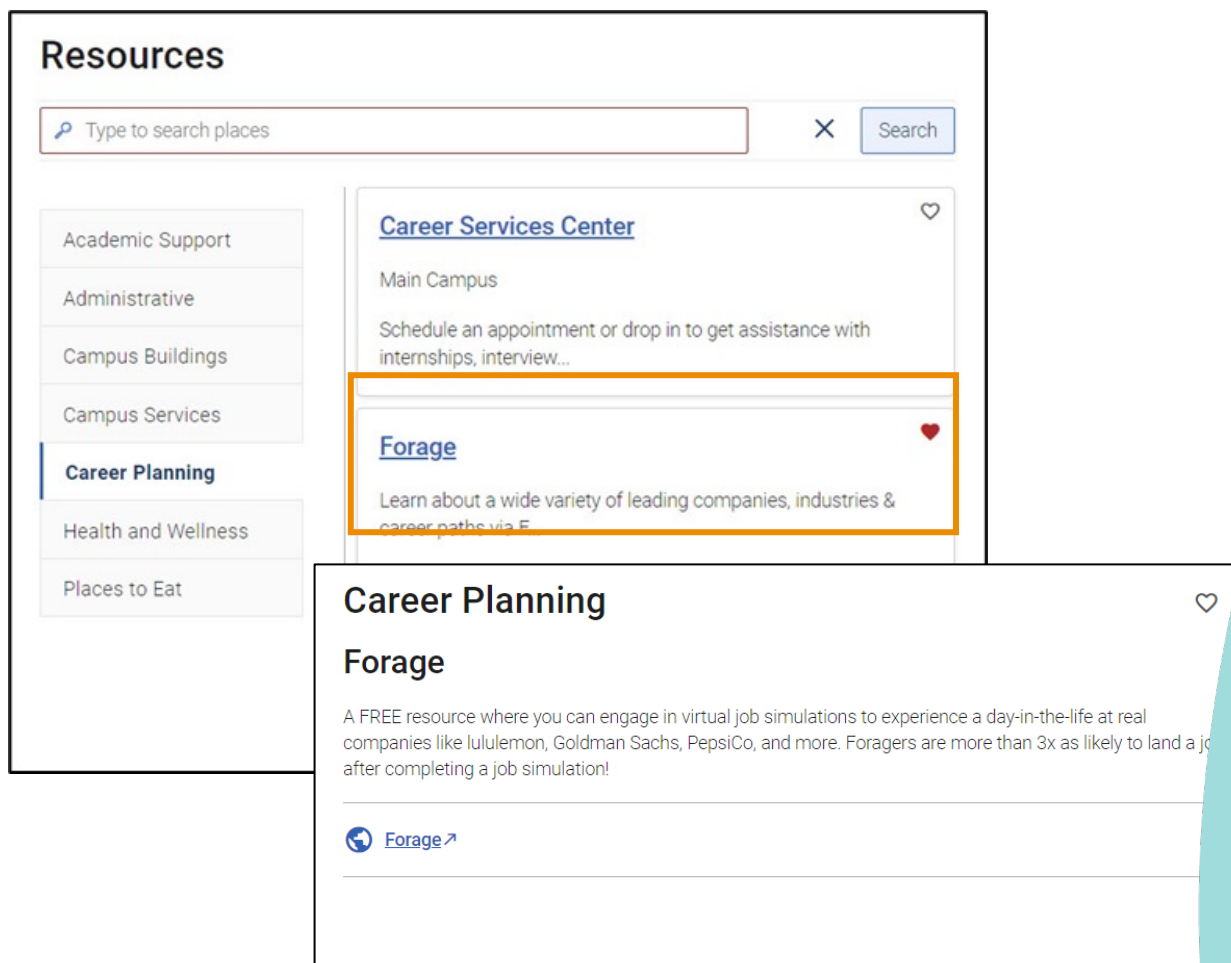 Resources
Type to search places
Search
Academic Support
Administrative
Campus Buildings
Campus Services
Career Planning
Health and Wellness
Places to Eat
Career Services Center
Main Campus
Schedule an appointment or drop in to get assistance with
internships, interview...
Forage
Learn about a wide variety of leading companies, industries &
career paths via
Career Planning
Forage
A FREE resource where you can engage in virtual job simulations to experience a day-in-the-life at real
companies like lululemon, Goldman Sachs, PepsiCo, and more. Foragers are more than 3x as likely to land a
after completing a job simulation!
Forage